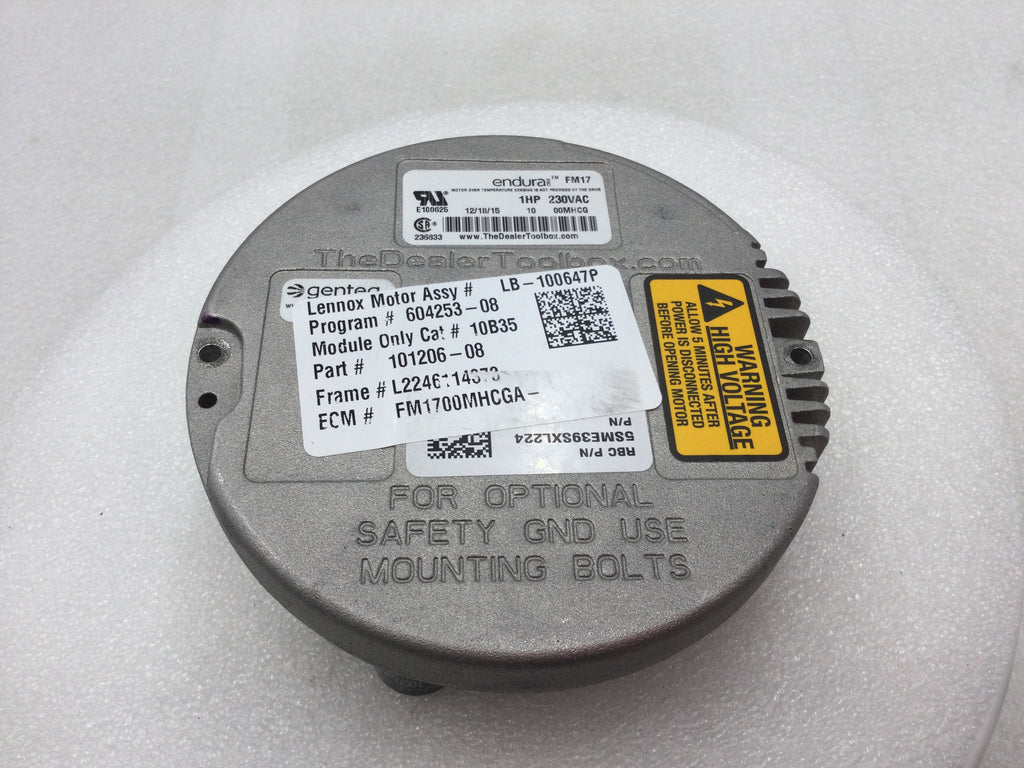 endura FM17
MOTOR OVER TEMPERATURE SENSING IS NOT PROVIDED BY THE DRIVE
1HP 230VAC
E100626
12/18/15 10 00MHCG
236833
www.TheDealerToolbox.com
TheDealerToolbox.com
genteq
Lennox Motor Assy # LB-100647P
Program # 604253-08
Module Only Cat # 10B35
Part # 101206-08
Frame #
ECM # FM1700MHCGA-
RBC P/N
5SME39SXL224
P/N
WARNING
HIGH VOLTAGE
ALLOW 5 MINUTES AFTER
POWER IS DISCONNECTED
BEFORE OPENING MOTOR
FOR OPTIONAL
SAFETY GND USE
MOUNTING BOLTS